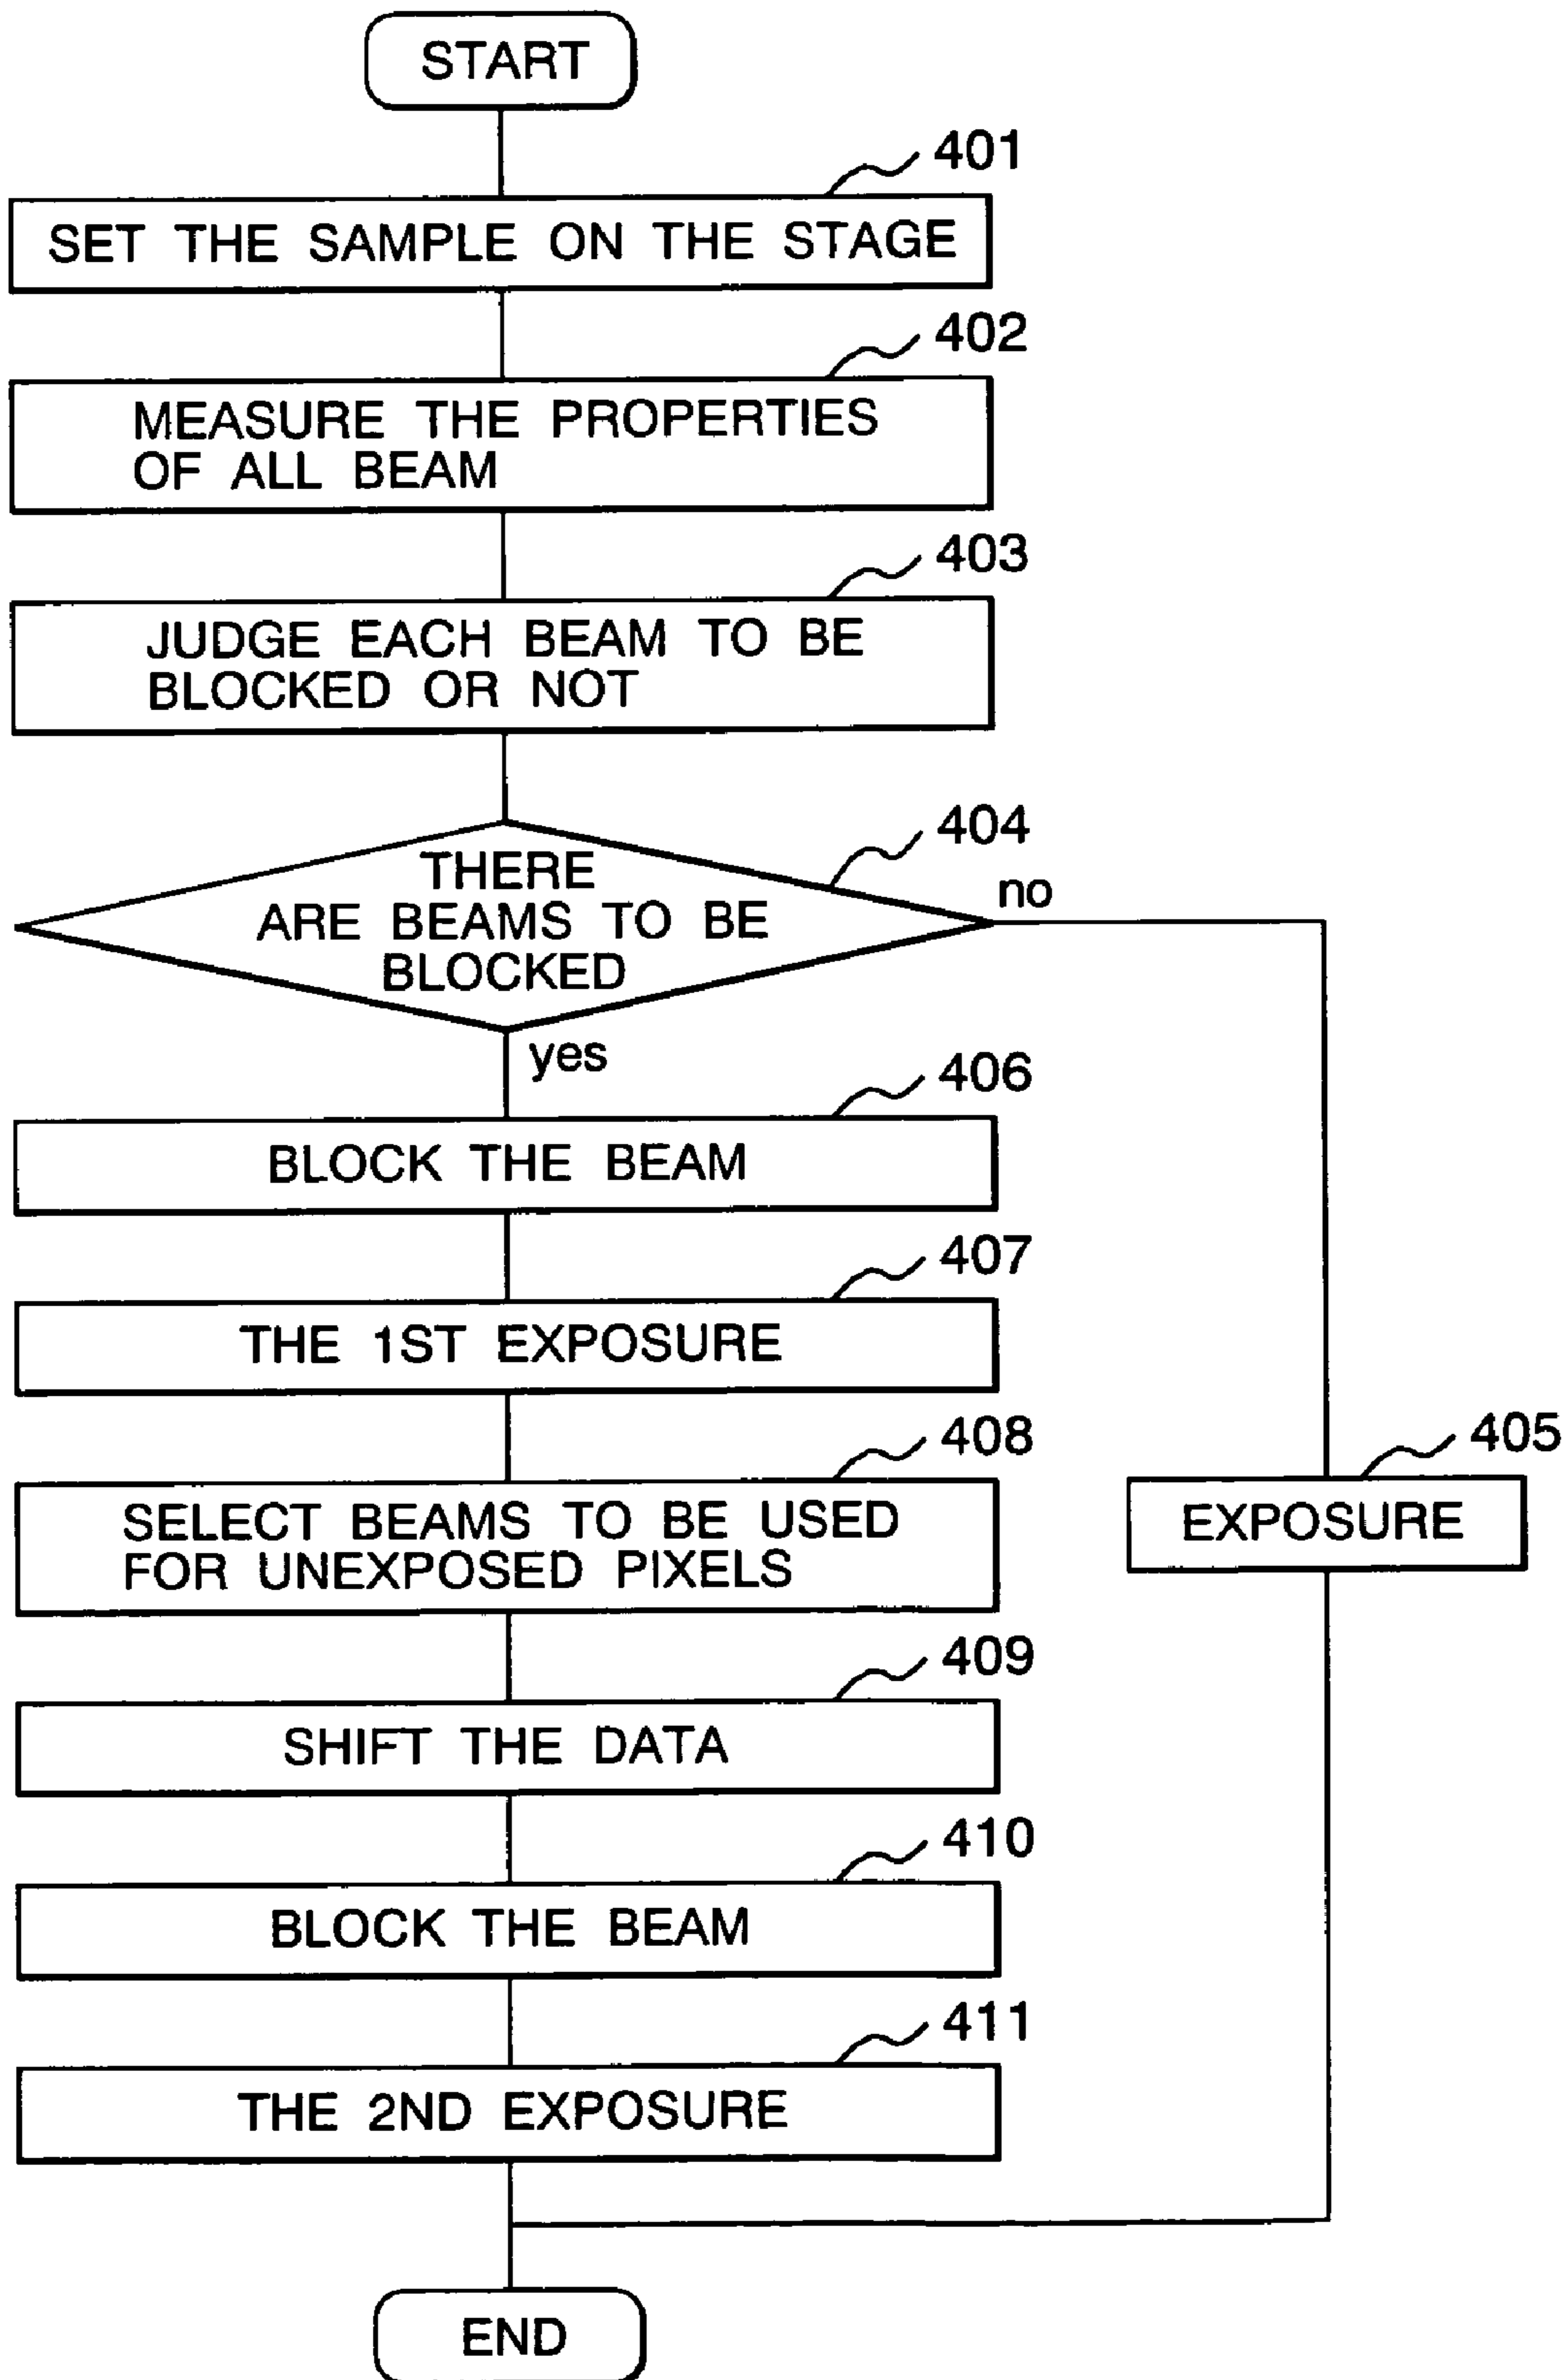 START
401
SET THE SAMPLE ON THE STAGE
402
MEASURE THE PROPERTIES
OF ALL BEAM
403
JUDGE EACH BEAM TO BE
BLOCKED OR NOT
404
THERE
ARE BEAMS TO BE
BLOCKED
no
yes
406
BLOCK THE BEAM
407
THE 1ST EXPOSURE
408
SELECT BEAMS TO BE USED
FOR UNEXPOSED PIXELS
405
EXPOSURE
409
SHIFT THE DATA
410
BLOCK THE BEAM
411
THE 2ND EXPOSURE
END